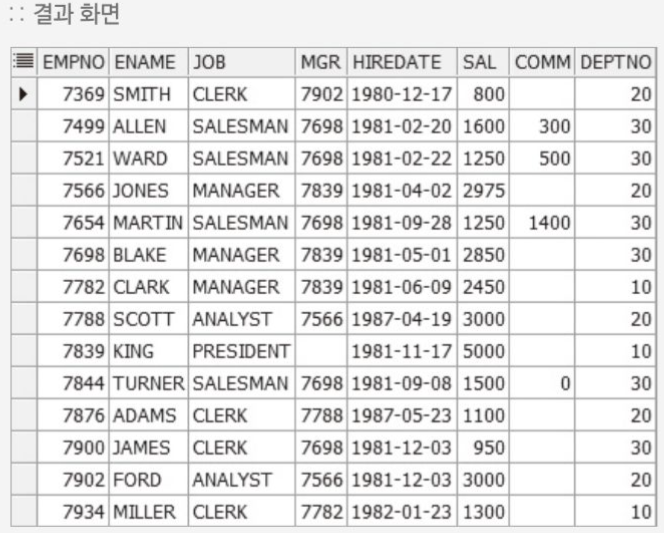 :: 결과 화면
EMPNO ENAME JOB MGR HIREDATE SAL COMM DEPTNO
7369 SMITH CLERK 7902 1980-12-17 800 20
7499 ALLEN SALESMAN 7698 1981-02-20 1600 300 30
7521 WARD SALESMAN 7698 1981-02-22 1250 500 30
7566 JONES MANAGER 7839 1981-04-02 2975 20
7654 MARTIN SALESMAN 7698 1981-09-28 1250 1400 30
7698 BLAKE MANAGER 7839 1981-05-01 2850 30
7782 CLARK MANAGER 7839 1981-06-09 2450 10
7788 SCOTT ANALYST 7566 1987-04-19 3000 20
7839 KING PRESIDENT 1981-11-17 5000 10
7844 TURNER SALESMAN 7698 1981-09-08 1500 0 30
7876 ADAMS CLERK 7788 1987-05-23 1100 20
7900 JAMES CLERK 7698 1981-12-03 950 30
7902 FORD ANALYST 7566 1981-12-03 3000 20
7934 MILLER CLERK 7782 1982-01-23 1300 10